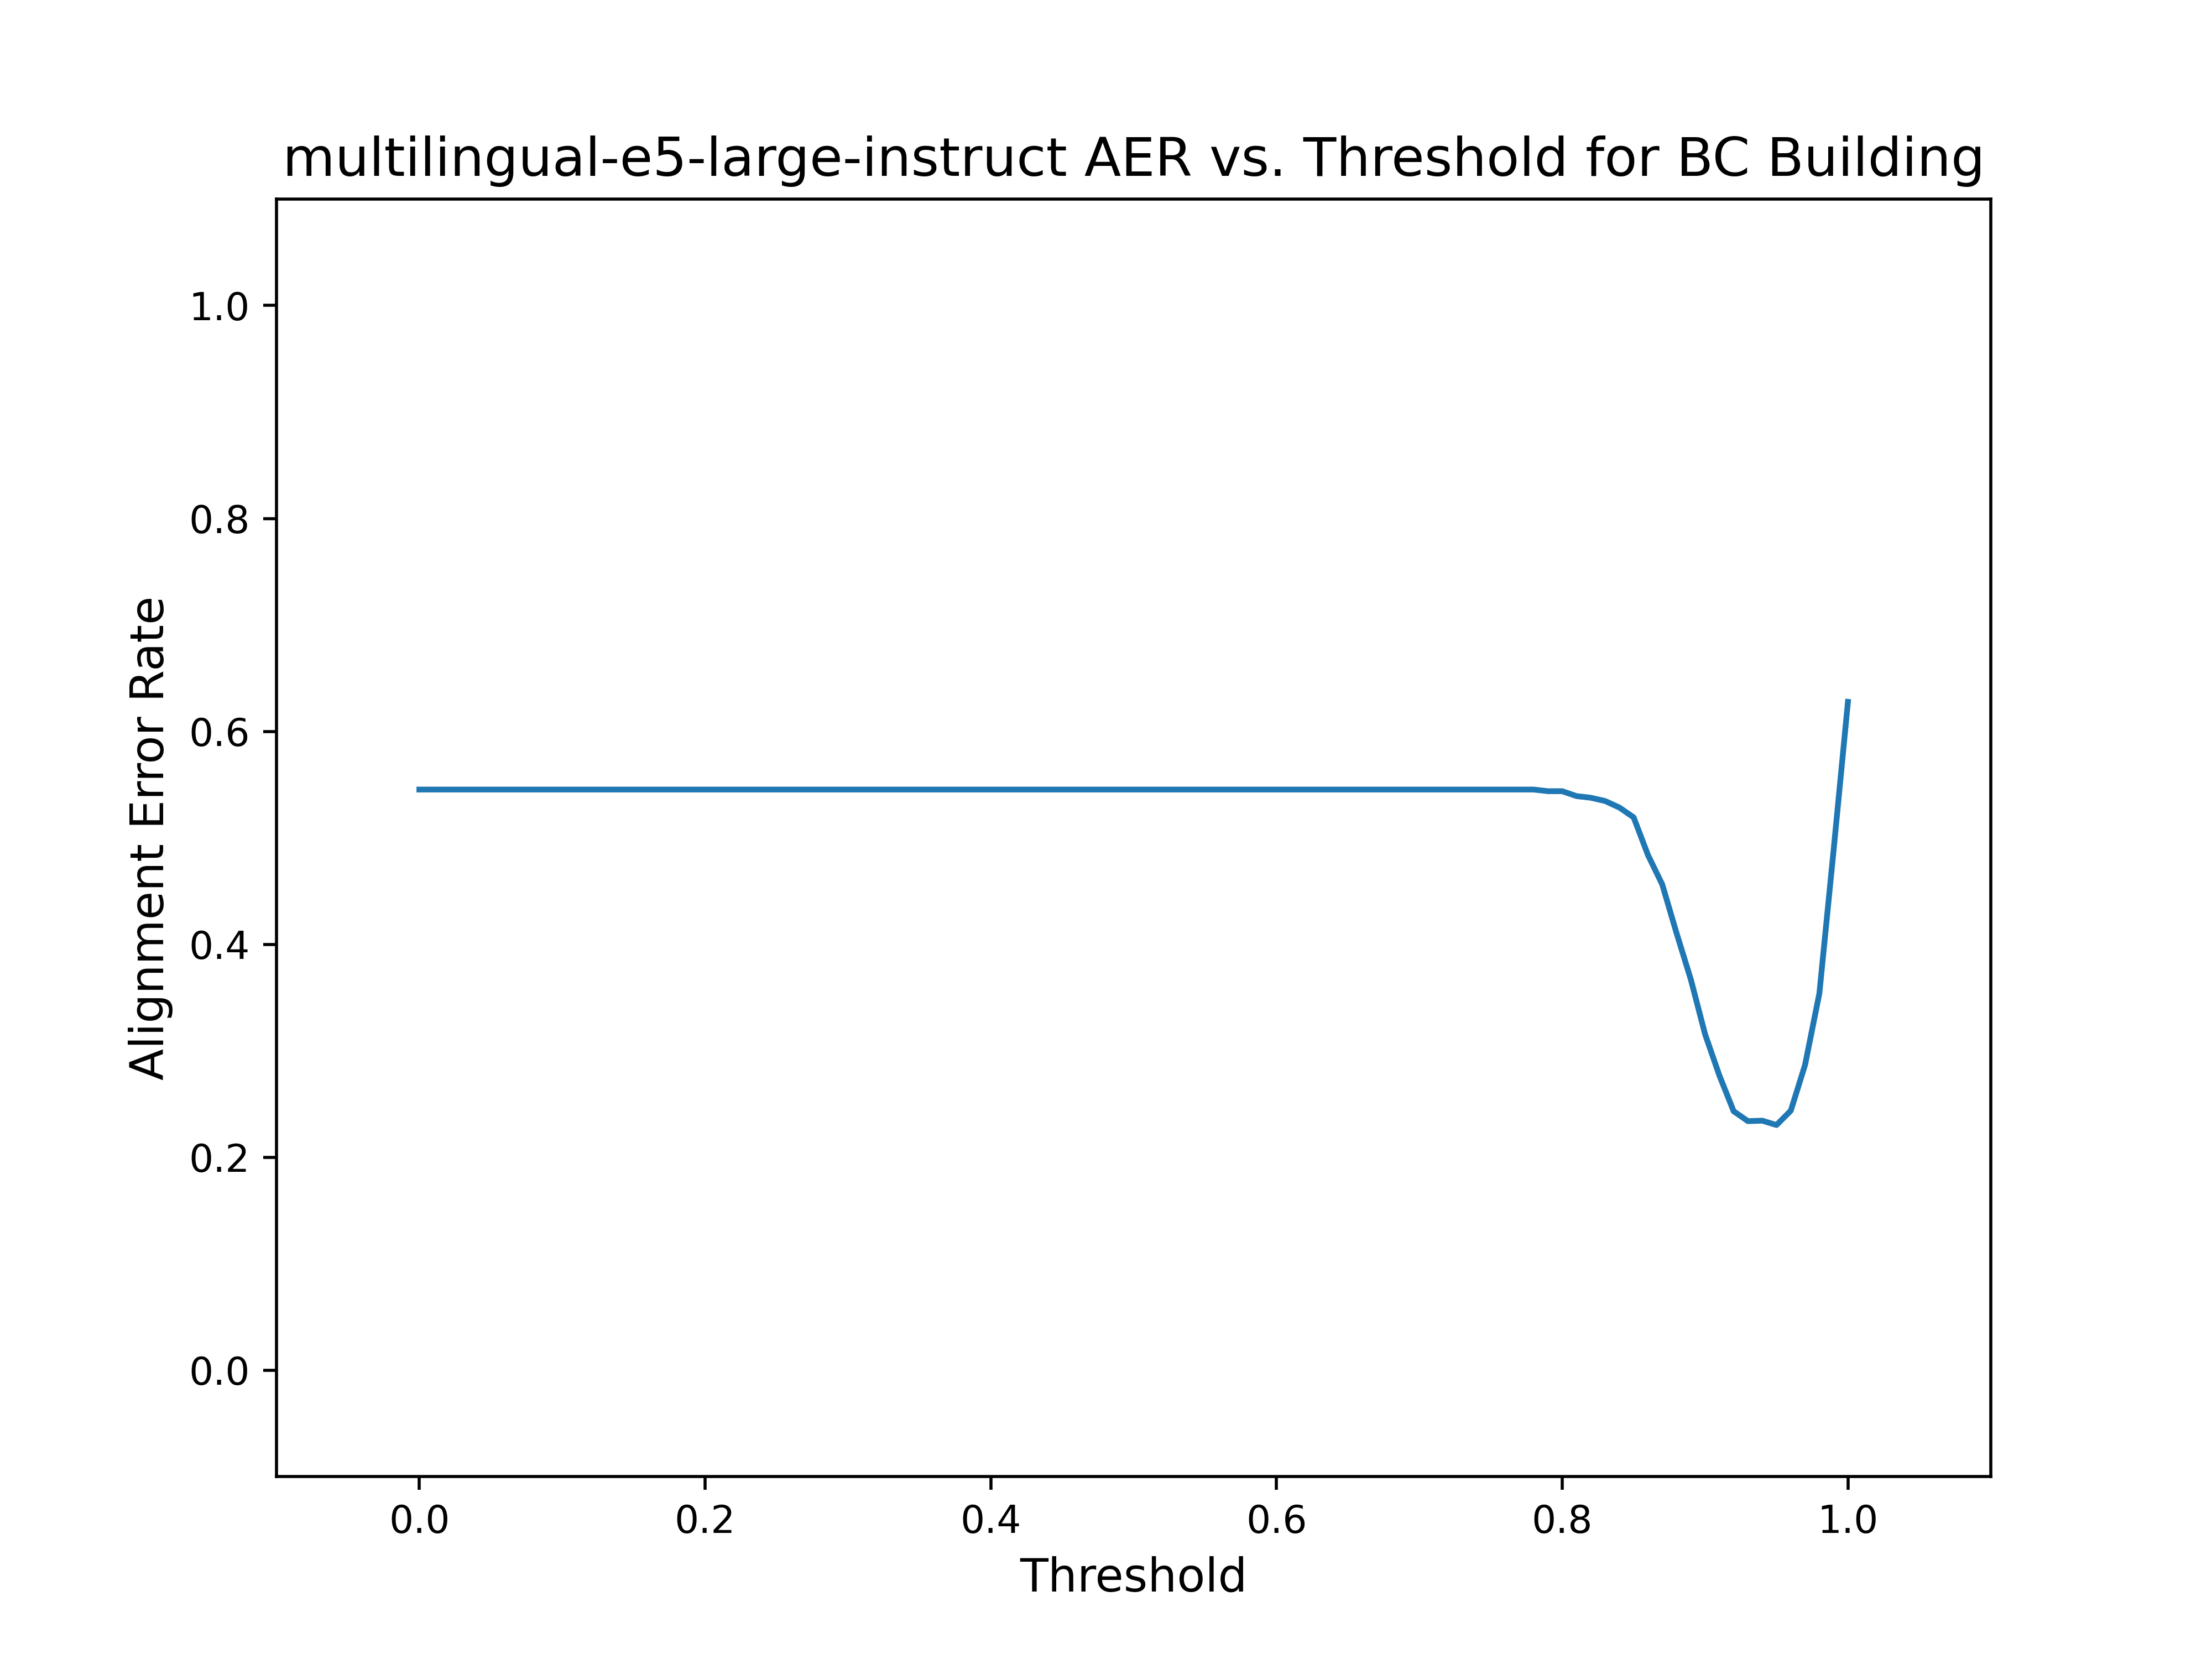 multilingual-e5-large-instruct AER vs. Threshold for BC Building
1.0
0.8
0.6
0.4
0.2
0.0
Alignment Error Rate
0.0 0.2 0.4 0.6 0.8 1.0
Threshold